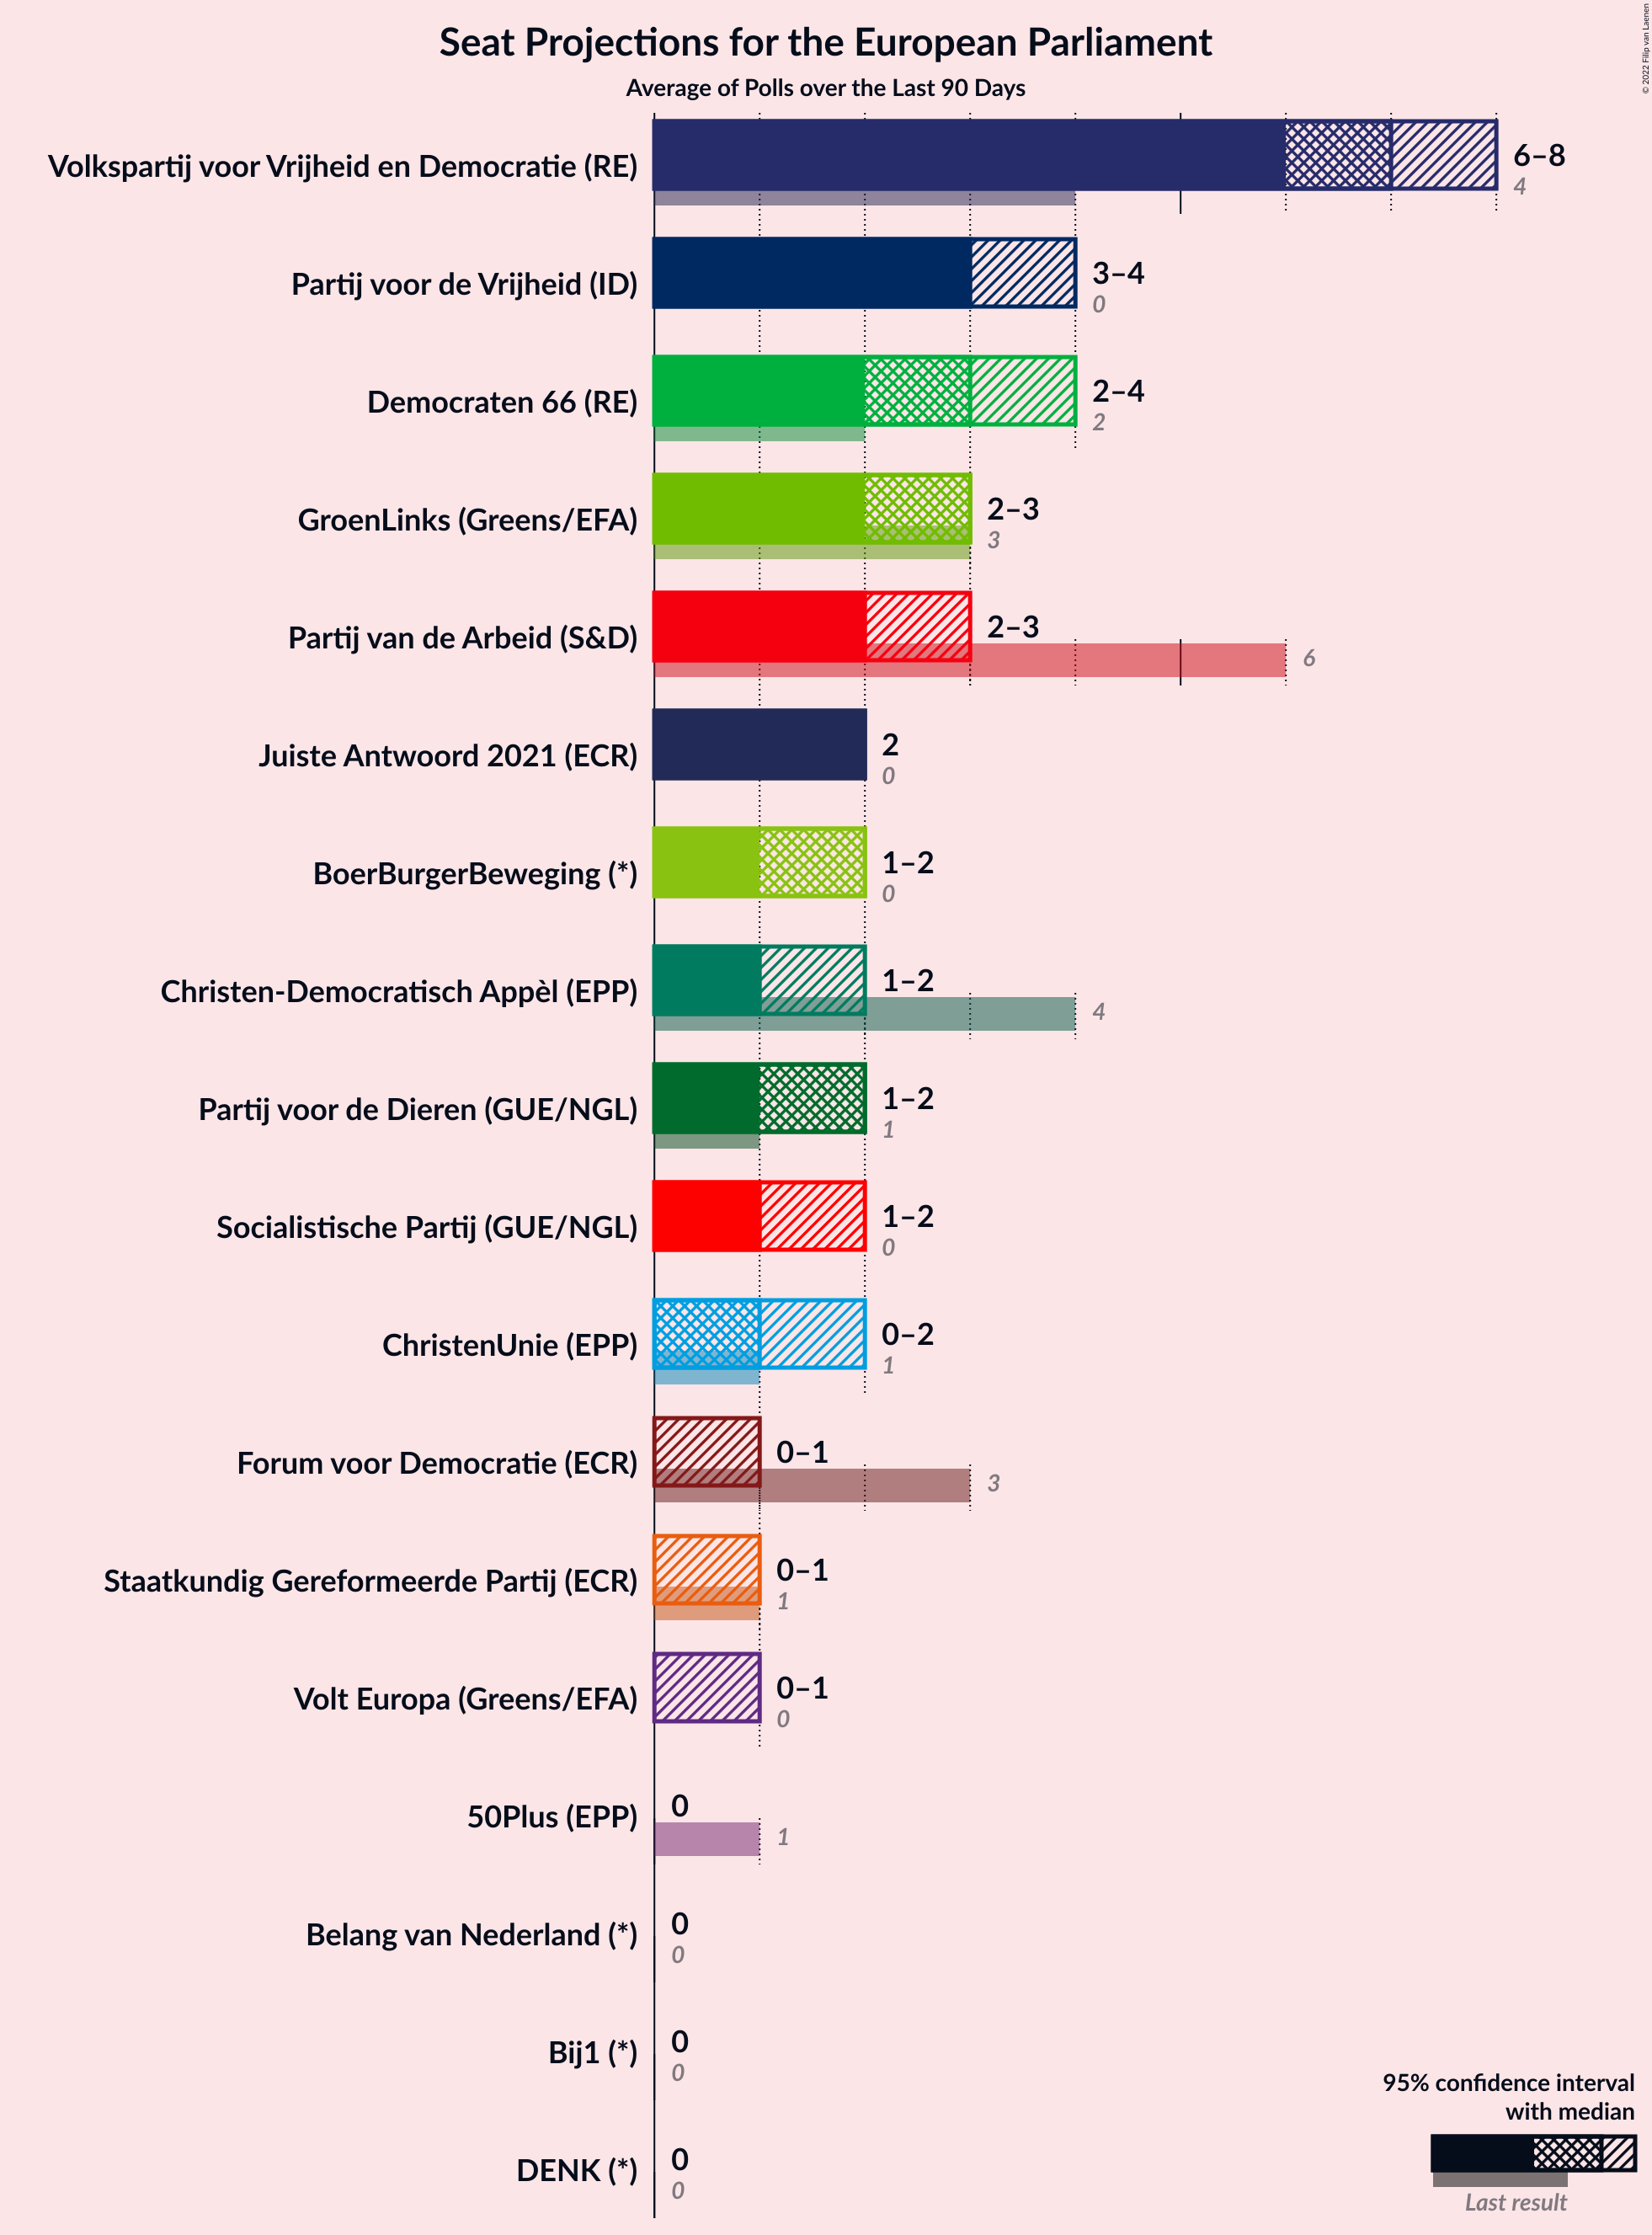 Seat Projections for the European Parliament
Average of Polls over the Last 90 Days
© 2022 Filip van Laenen
Volkspartij voor Vrijheid en Democratie (RE)
6–8
4
Partij voor de Vrijheid (ID)
3–4
0
Democraten 66 (RE)
2–4
2
GroenLinks (Greens/EFA)
2–3
3
Partij van de Arbeid (S&D)
2–3
6
Juiste Antwoord 2021 (ECR)
2
0
BoerBurgerBeweging (*)
1–2
0
Christen-Democratisch Appèl (EPP)
1–2
4
Partij voor de Dieren (GUE/NGL)
1–2
1
Socialistische Partij (GUE/NGL)
1–2
0
ChristenUnie (EPP)
0–2
1
Forum voor Democratie (ECR)
0–1
3
Staatkundig Gereformeerde Partij (ECR)
0–1
1
Volt Europa (Greens/EFA)
0–1
0
50Plus (EPP)
0
1
Belang van Nederland (*)
0
0
Bij1 (*)
0
0
DENK (*)
0
0
95% confidence interval
with median
Last result